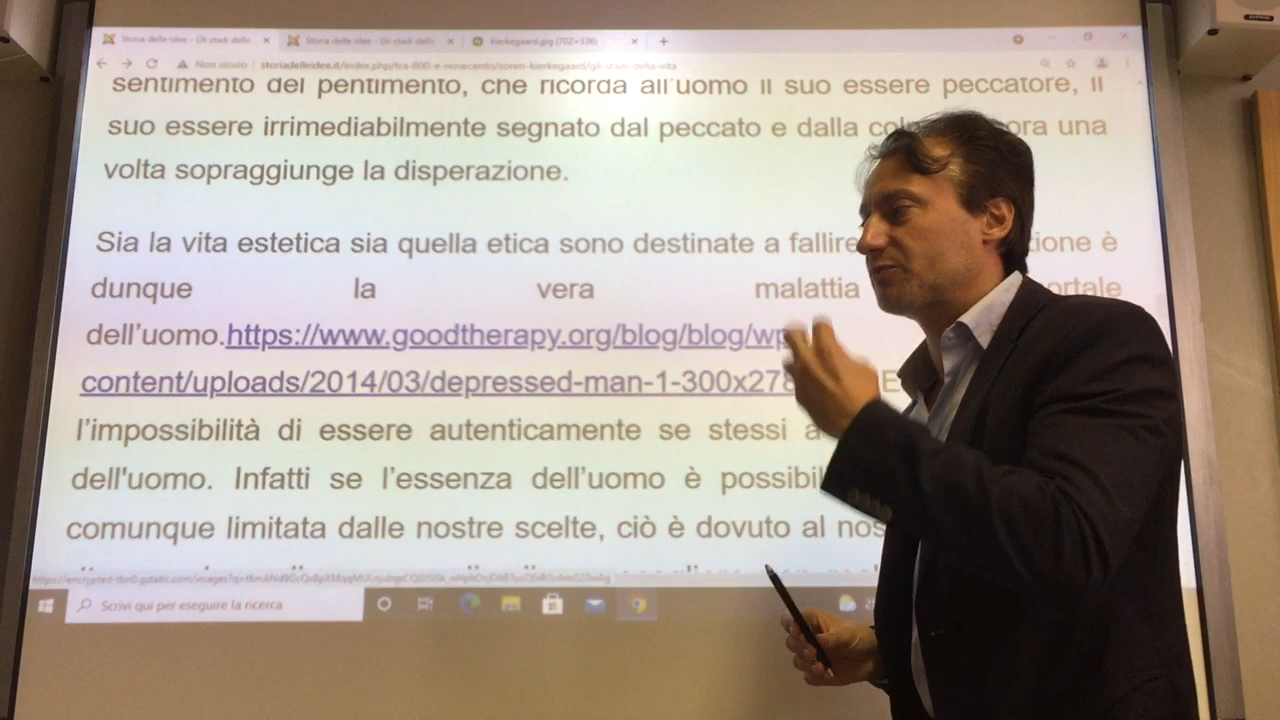 Storia delle idee - Gli stadi dello
Storia delle idee - Gli stadi dello
kierkegaard.jpg (702×336)
Non sicuro | storiadelleidee.it/index.php/tra-800-e-novecento/soren-kierkegaard/gli-stadi-della-vita
sentimento del pentimento, che ricorda all'uomo il suo essere peccatore, il
suo essere irrimediabilmente segnato dal peccato e dalla una
volta sopraggiunge la disperazione.
Sia la vita estetica sia quella etica sono destinate a fallire è
dunque la vera malattia
dell'uomo.https://www.goodtherapy.org/blog/blog/wp
content/uploads/2014/03/depressed-man-1-300x278
l'impossibilità di essere autenticamente se stessi
dell'uomo. Infatti se l'essenza dell'uomo è
comunque limitata dalle nostre scelte, ciò è dovuto al
Scrivi qui per eseguire la ricerca